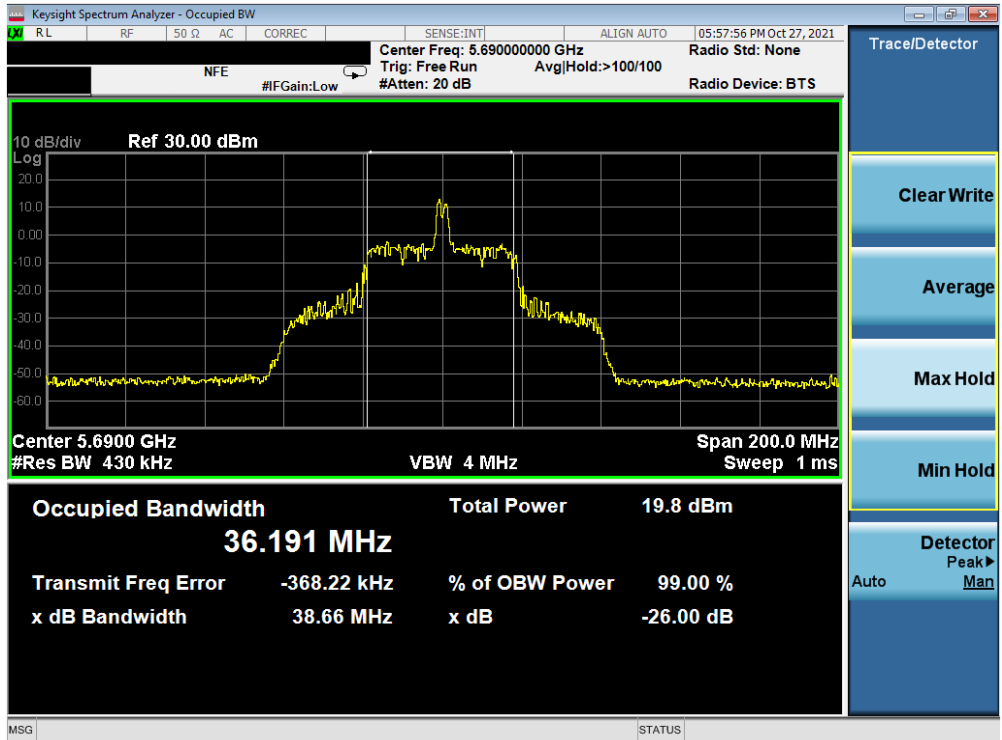 Keysight Spectrum Analyzer - Occupied BW
LXI RL RF 50 Ω AC CORREC SENSE:INT ALIGN AUTO 05:57:56 PM Oct 27, 2021
NFE
#IFGain:Low
Center Freq: 5.690000000 GHz
Trig: Free Run Avg|Hold:>100/100
#Atten: 20 dB
Radio Std: None
Radio Device: BTS
Trace/Detector
10 dB/div Ref 30.00 dBm
Log
20.0
10.0
0.00
-10.0
-20.0
-30.0
-40.0
-50.0
-60.0
Center 5.6900 GHz Span 200.0 MHz
#Res BW 430 kHz VBW 4 MHz Sweep 1 ms
Occupied Bandwidth Total Power 19.8 dBm
36.191 MHz
Transmit Freq Error -368.22 kHz % of OBW Power 99.00 %
x dB Bandwidth 38.66 MHz x dB -26.00 dB
Clear Write
Average
Max Hold
Min Hold
Detector
Peak▶
Auto Man
MSG STATUS